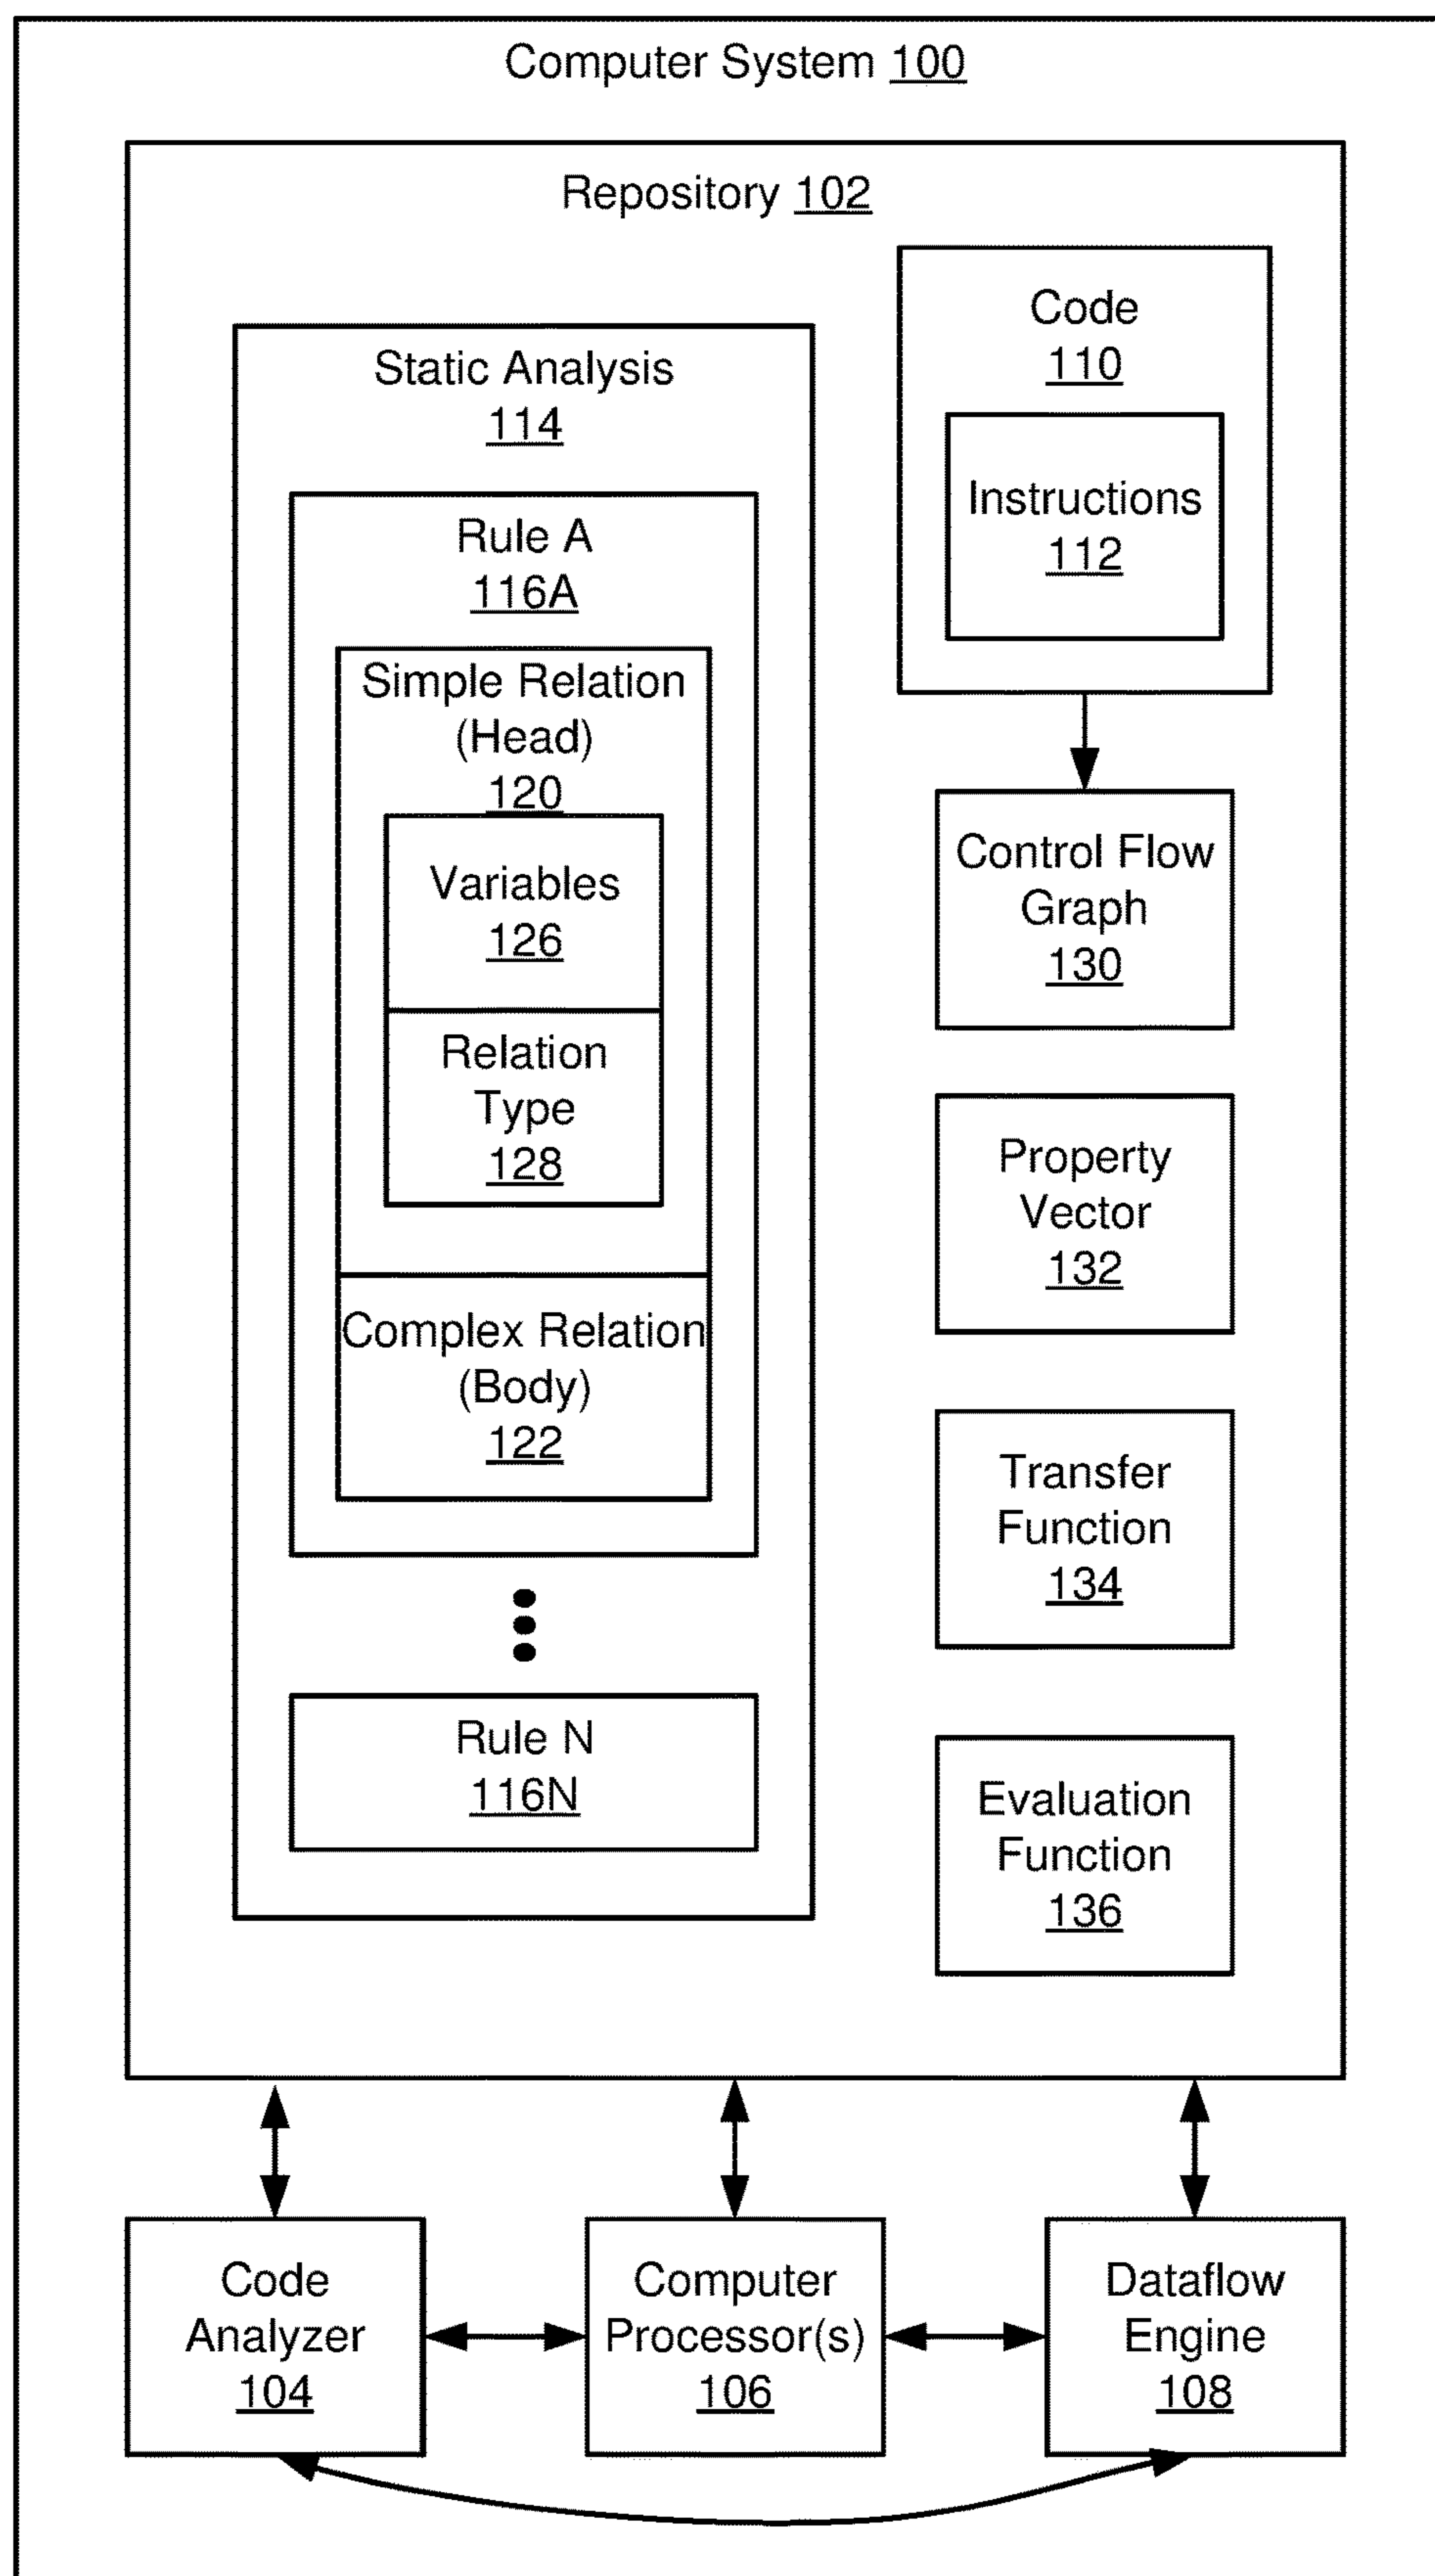 Computer System 100
Repository 102
Static Analysis
114
Rule A
116A
Simple Relation
(Head)
120
Variables
126
Relation
Type
128
Complex Relation
(Body)
122
Rule N
116N
Code
110
Instructions
112
Control Flow
Graph
130
Property
Vector
132
Transfer
Function
134
Evaluation
Function
136
Code
Analyzer
104
Computer
Processor(s)
106
Dataflow
Engine
108